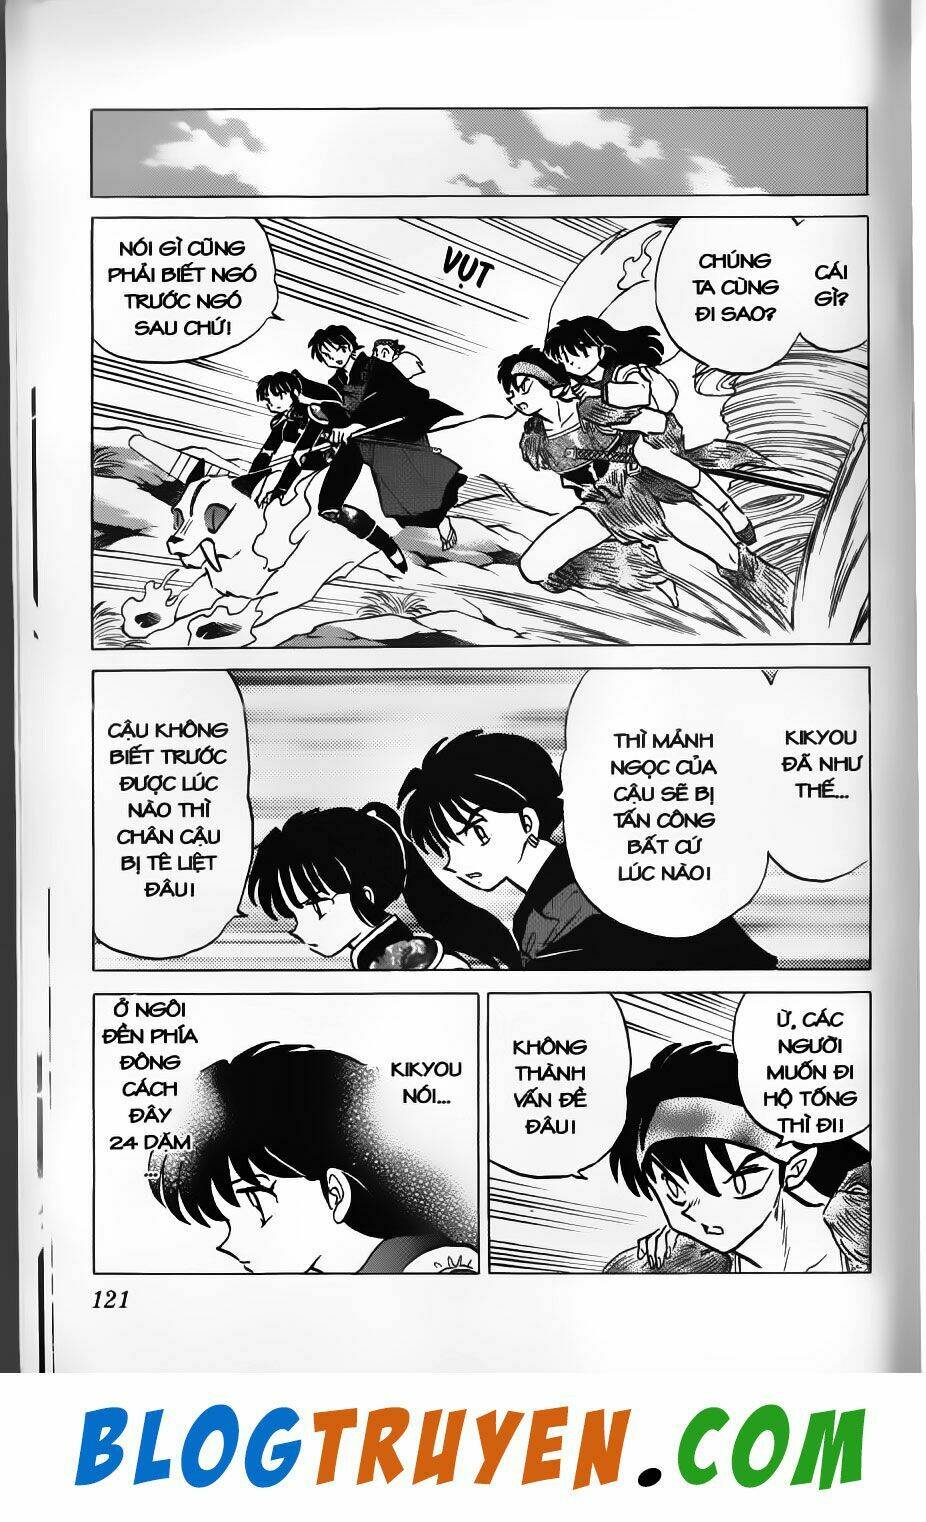 CÁI
GÌ?
CHÚNG
TA CÙNG
ĐI SAO?
VỤT
NÓI GÌ CŨNG
PHẢI BIẾT NGÓ
TRƯỚC NGÓ
SAU CHỨ!
KIKYOU
ĐÃ NHƯ
THẾ...
THÌ MẢNH
NGỌC CỦA
CẬU SẼ BỊ
TẤN CÔNG
BẤT CỨ
LÚC NÀO!
CẬU KHÔNG
BIẾT TRƯỚC
ĐƯỢC LÚC
NÀO THÌ
CHÂN CẬU
BỊ TÊ LIỆT
ĐÂU!
Ừ, CÁC
NGƯỜI
MUỐN ĐI
HỘ TỐNG
THÌ ĐI!
KHÔNG
THÀNH
VẤN ĐỀ
ĐÂU!
KIKYOU
NÓI...
Ở NGÔI
ĐỀN PHÍA
ĐÔNG
CÁCH
ĐÂY
24 DẶM
...
121
BLOGTRUYEN.COM